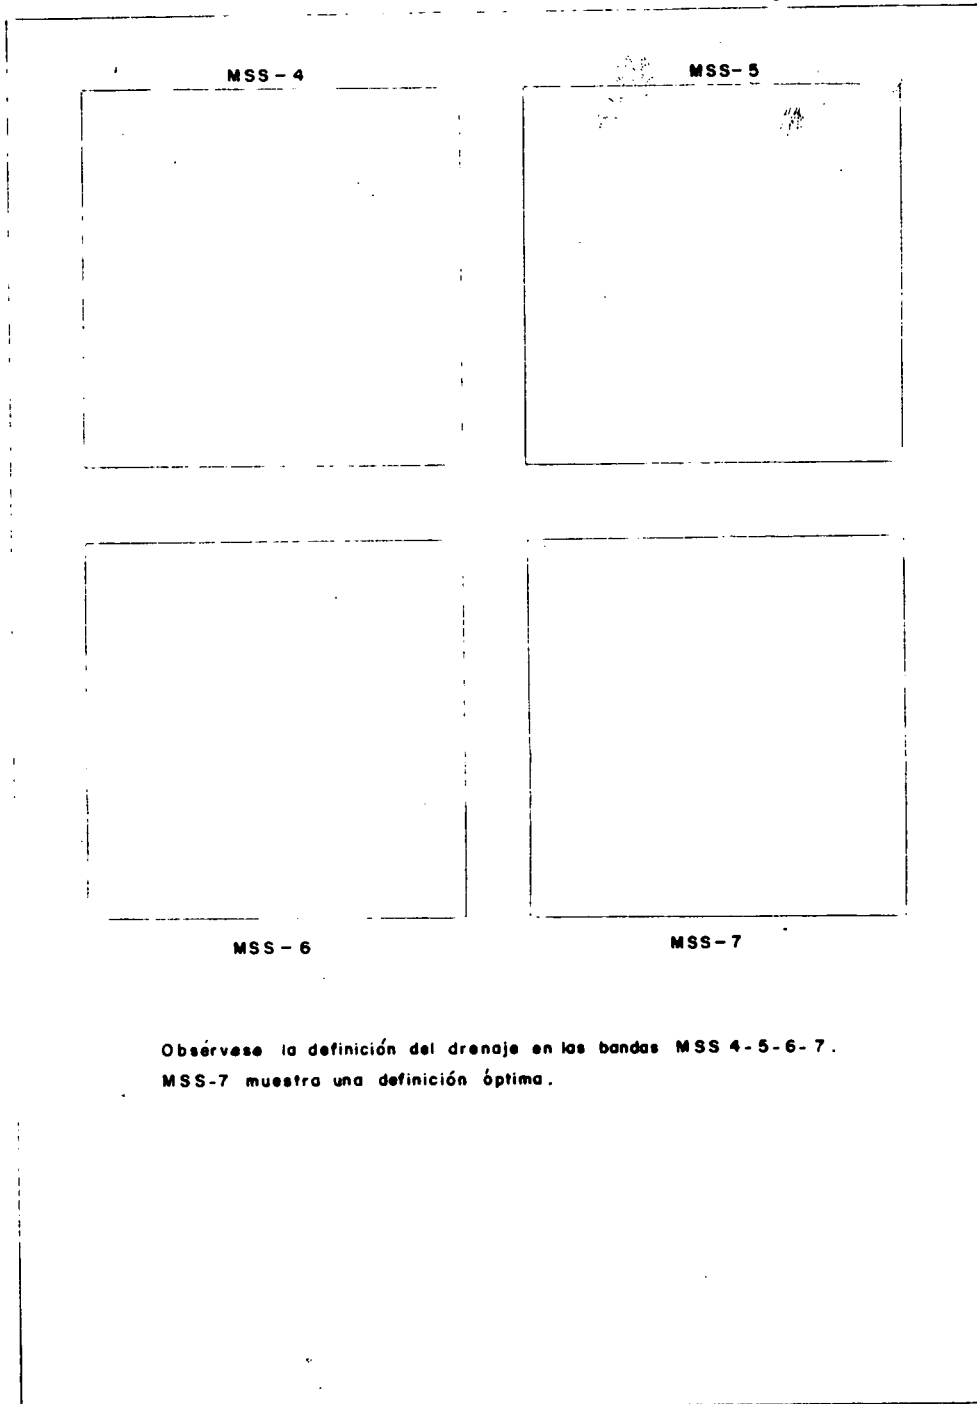 MSS-4
MSS-5
MSS-6
MSS-7
Obsérvese la definición del drenaje en las bandas MSS 4-5-6-7.
MSS-7 muestra una definición óptima.